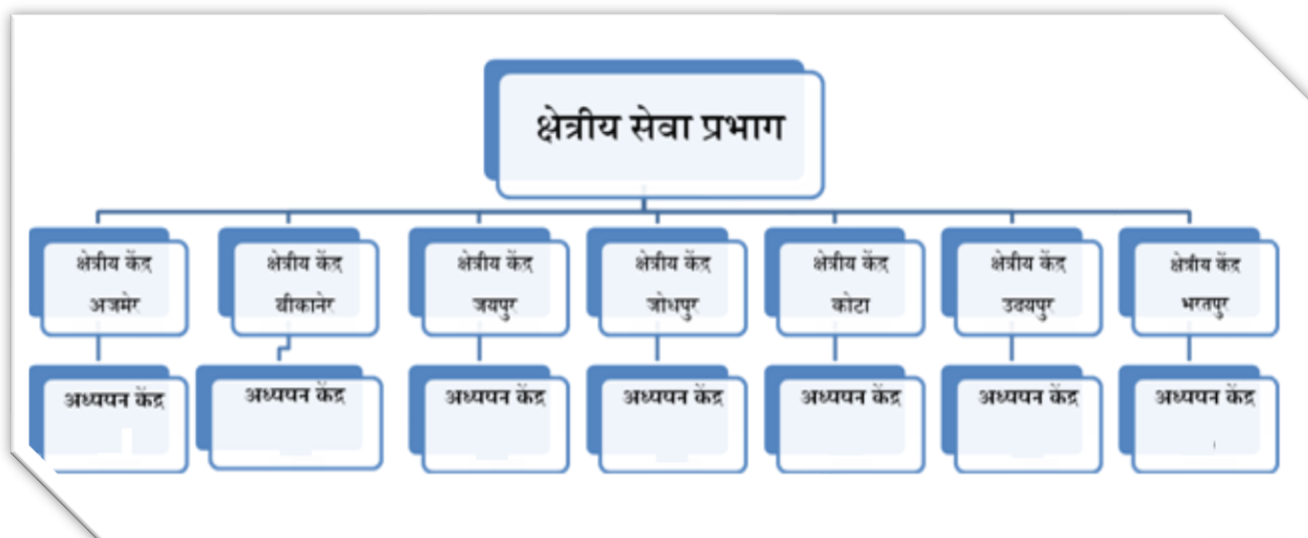 क्षेत्रीय सेवा प्रभाग
क्षेत्रीय केंद्र
अजमेर
क्षेत्रीय केंद्र
बीकानेर
क्षेत्रीय केंद्र
जयपुर
क्षेत्रीय केंद्र
जोधपुर
क्षेत्रीय केंद्र
कोटा
क्षेत्रीय केंद्र
उदयपुर
क्षेत्रीय केंद्र
भरतपुर
अध्ययन केंद्र
अध्ययन केंद्र
अध्ययन केंद्र
अध्ययन केंद्र
अध्ययन केंद्र
अध्ययन केंद्र
अध्ययन केंद्र